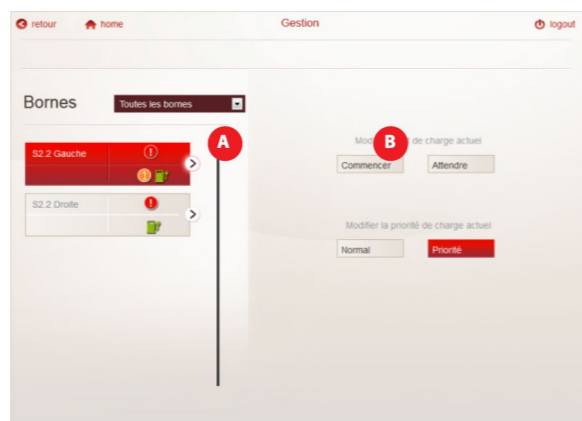 retour
home
Gestion
logout
Bornes
Toutes les bornes
A
B
de charge actuel
S2.2 Gauche
!
Commencer
Attendre
1
S2.2 Droite
!
Modifier la priorité de charge actuel
Normal
Priorité